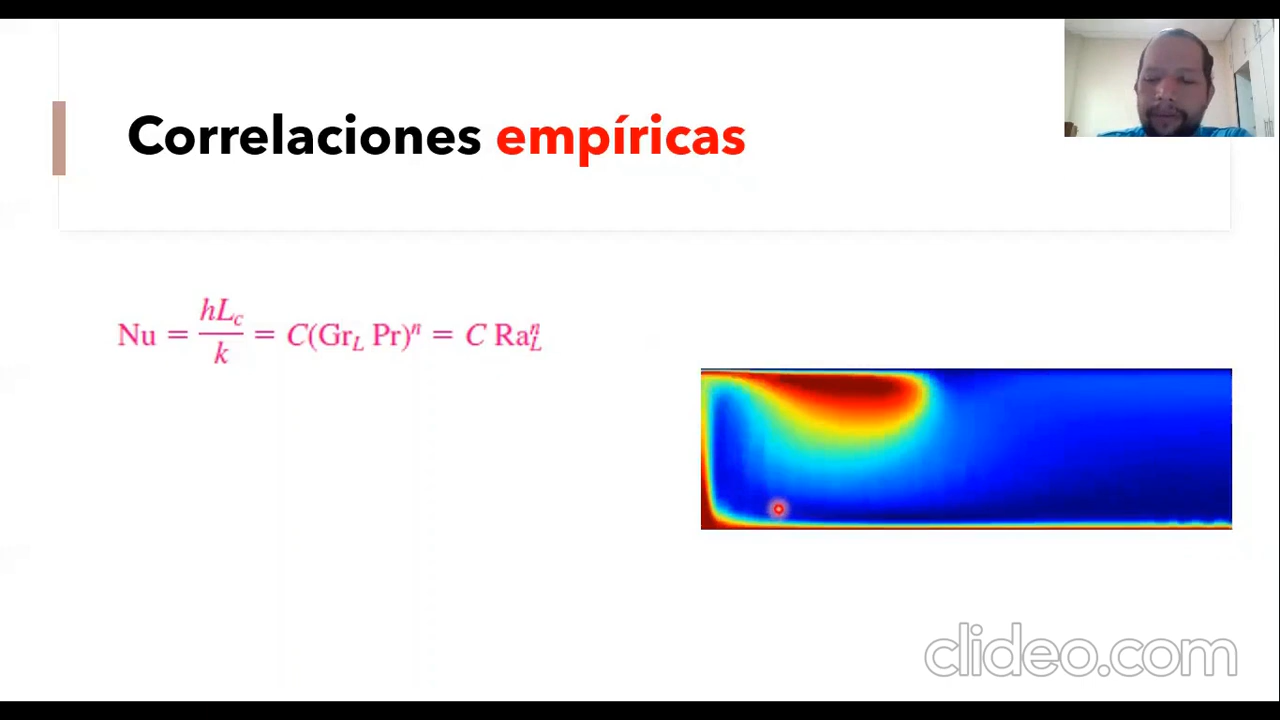 Correlaciones empíricas
Nu = hL_c/k = C(Gr_L Pr)^n = C Ra_L^n
clideo.com